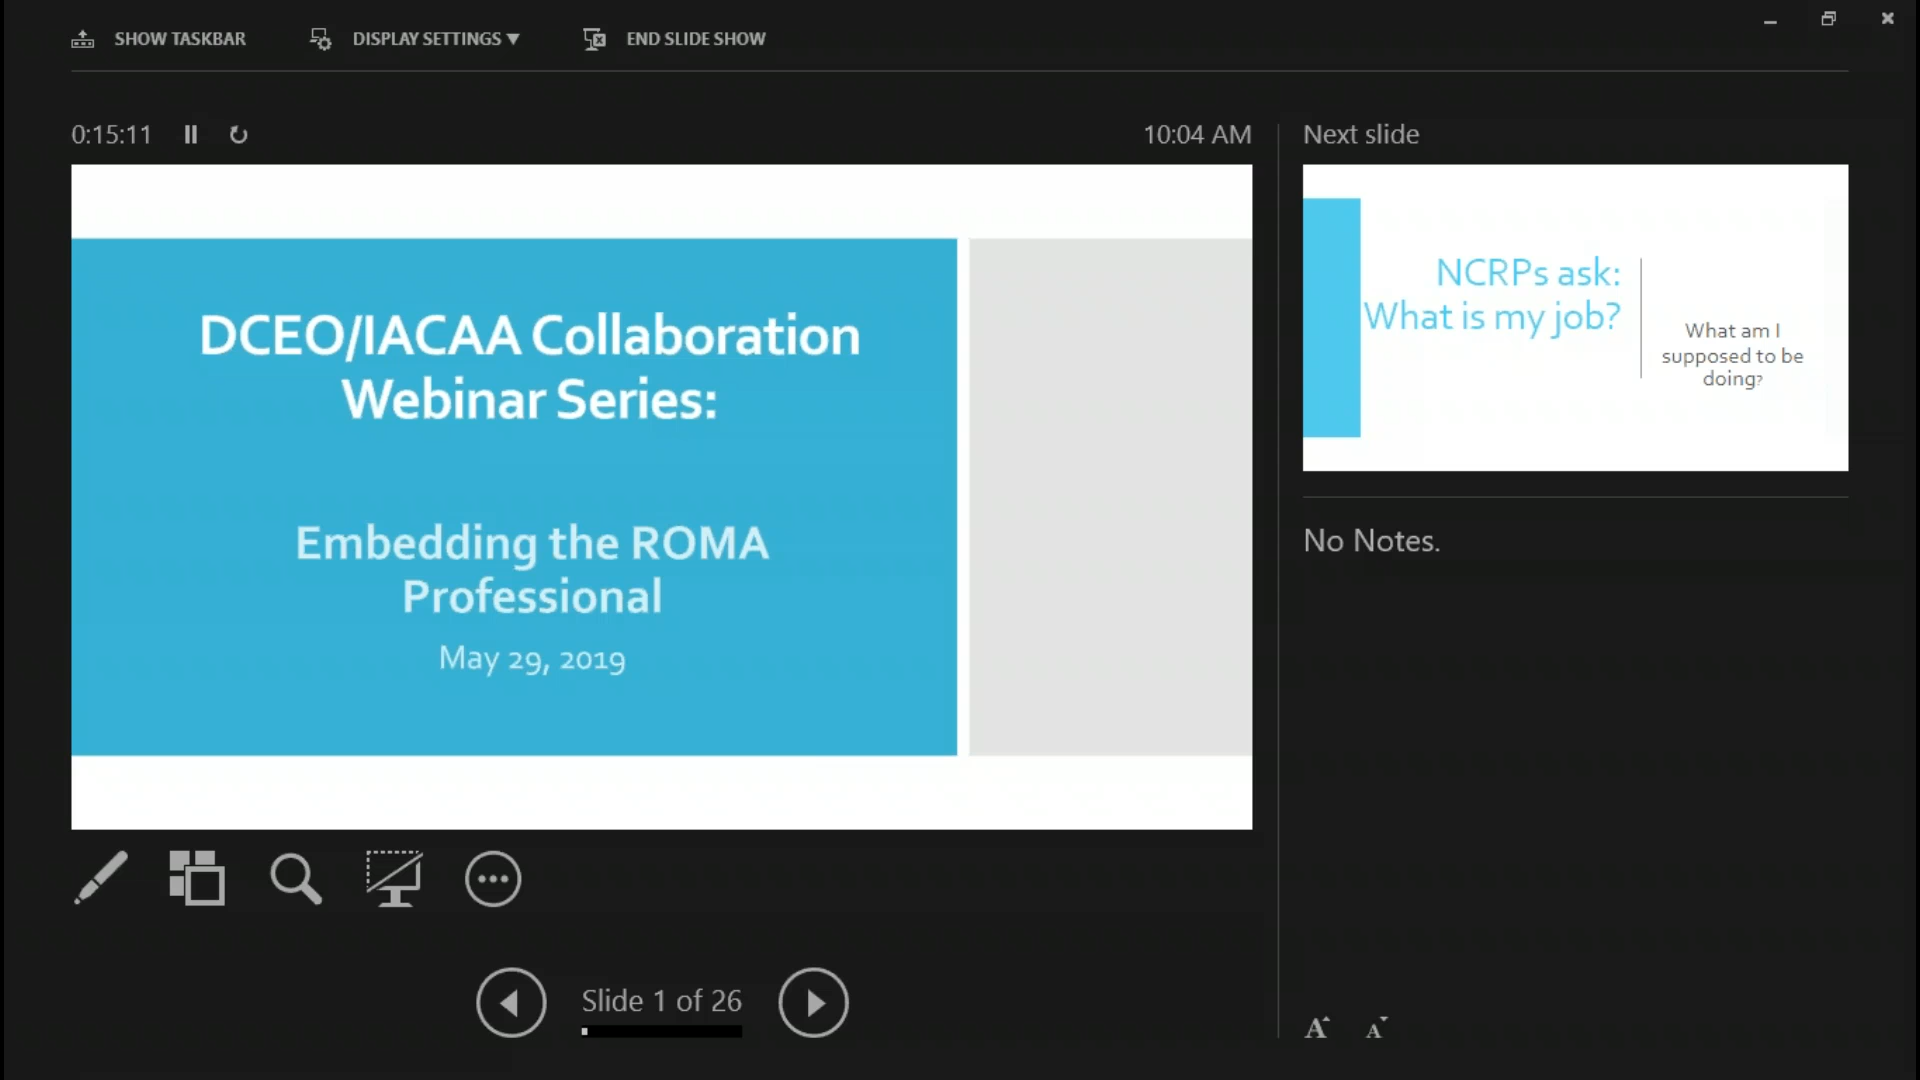 SHOW TASKBAR
DISPLAY SETTINGS ▼
END SLIDE SHOW
0:15:11
10:04 AM
Next slide
DCEO/IACAA Collaboration
Webinar Series:
Embedding the ROMA
Professional
May 29, 2019
NCRPs ask:
What is my job?
What am I
supposed to be
doing?
No Notes.
Slide 1 of 26
A
A